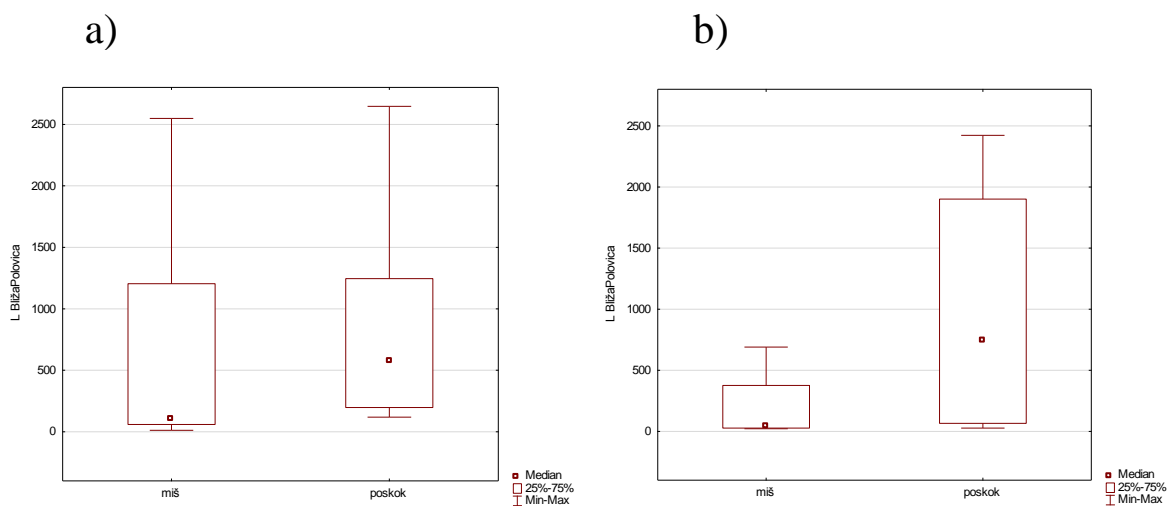 a)
b)
L BližaPolovica
2500
2000
1500
1000
500
0
miš
poskok
Median
25%-75%
Min-Max
L BližaPolovica
2500
2000
1500
1000
500
0
miš
poskok
Median
25%-75%
Min-Max